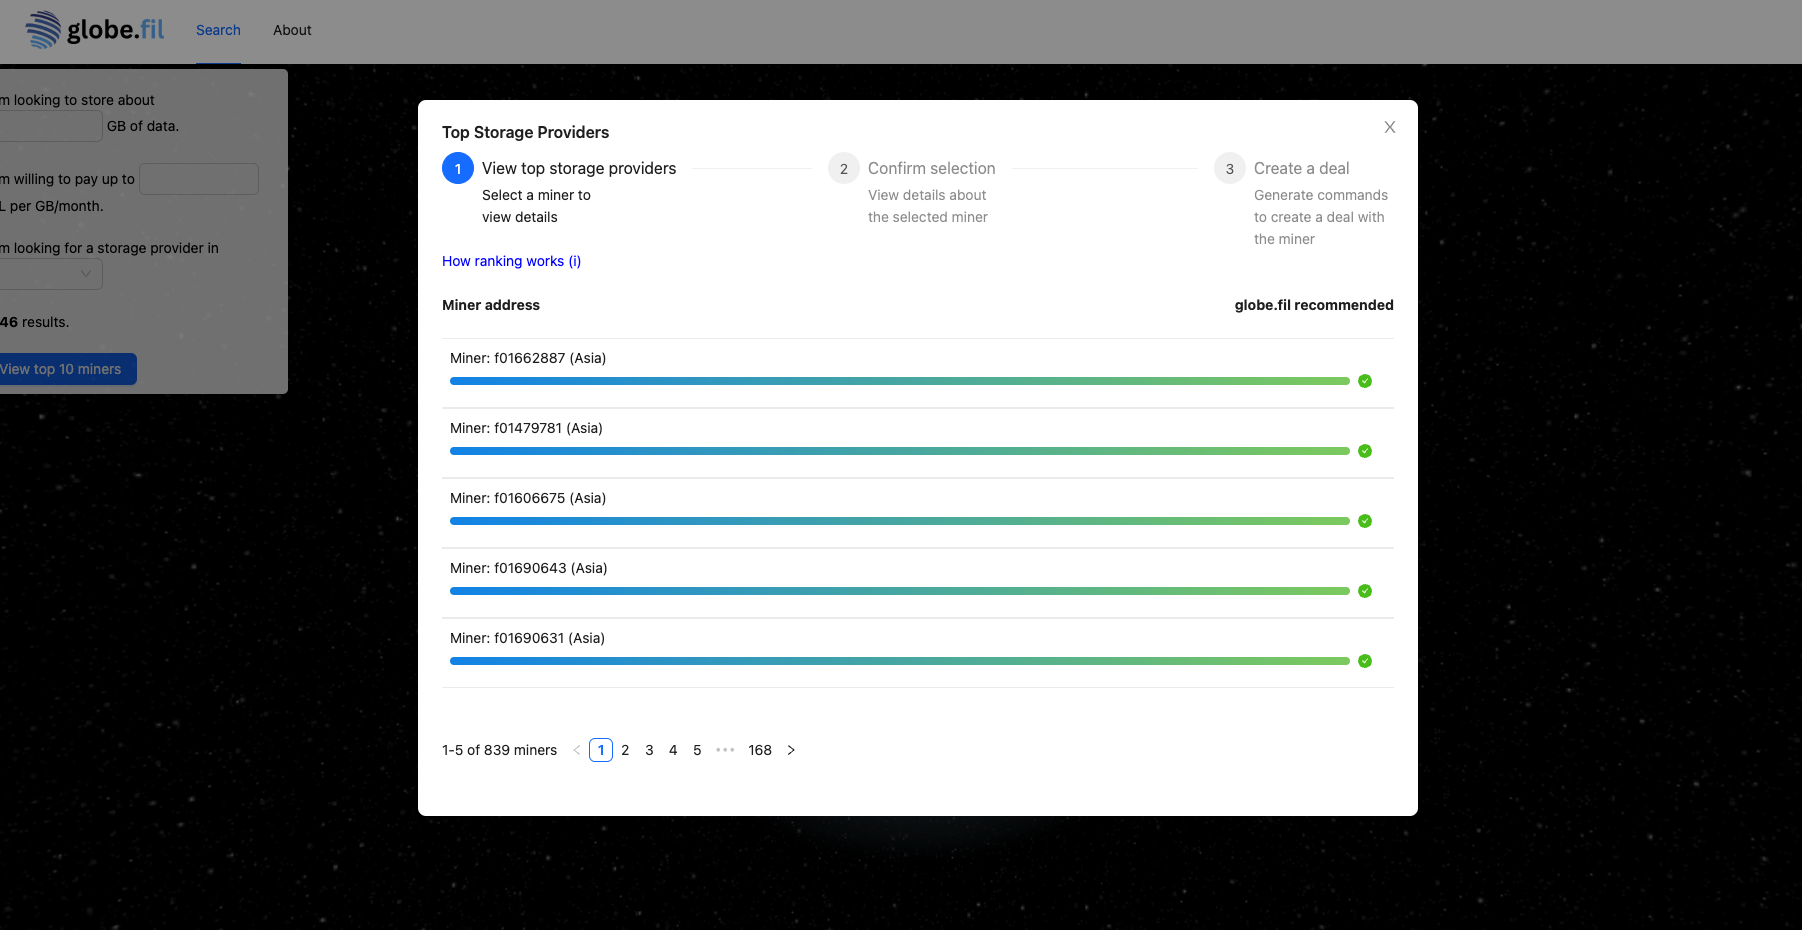 globe.fil
Search
About
m looking to store about
GB of data.
m willing to pay up to
L per GB/month.
m looking for a storage provider in
46 results.
View top 10 miners
Top Storage Providers
1
View top storage providers
Select a miner to
view details
2
Confirm selection
View details about
the selected miner
3
Create a deal
Generate commands
to create a deal with
the miner
How ranking works (i)
Miner address
globe.fil recommended
Miner: f01662887 (Asia)
Miner: f01479781 (Asia)
Miner: f01606675 (Asia)
Miner: f01690643 (Asia)
Miner: f01690631 (Asia)
1-5 of 839 miners
1 2 3 4 5 ••• 168